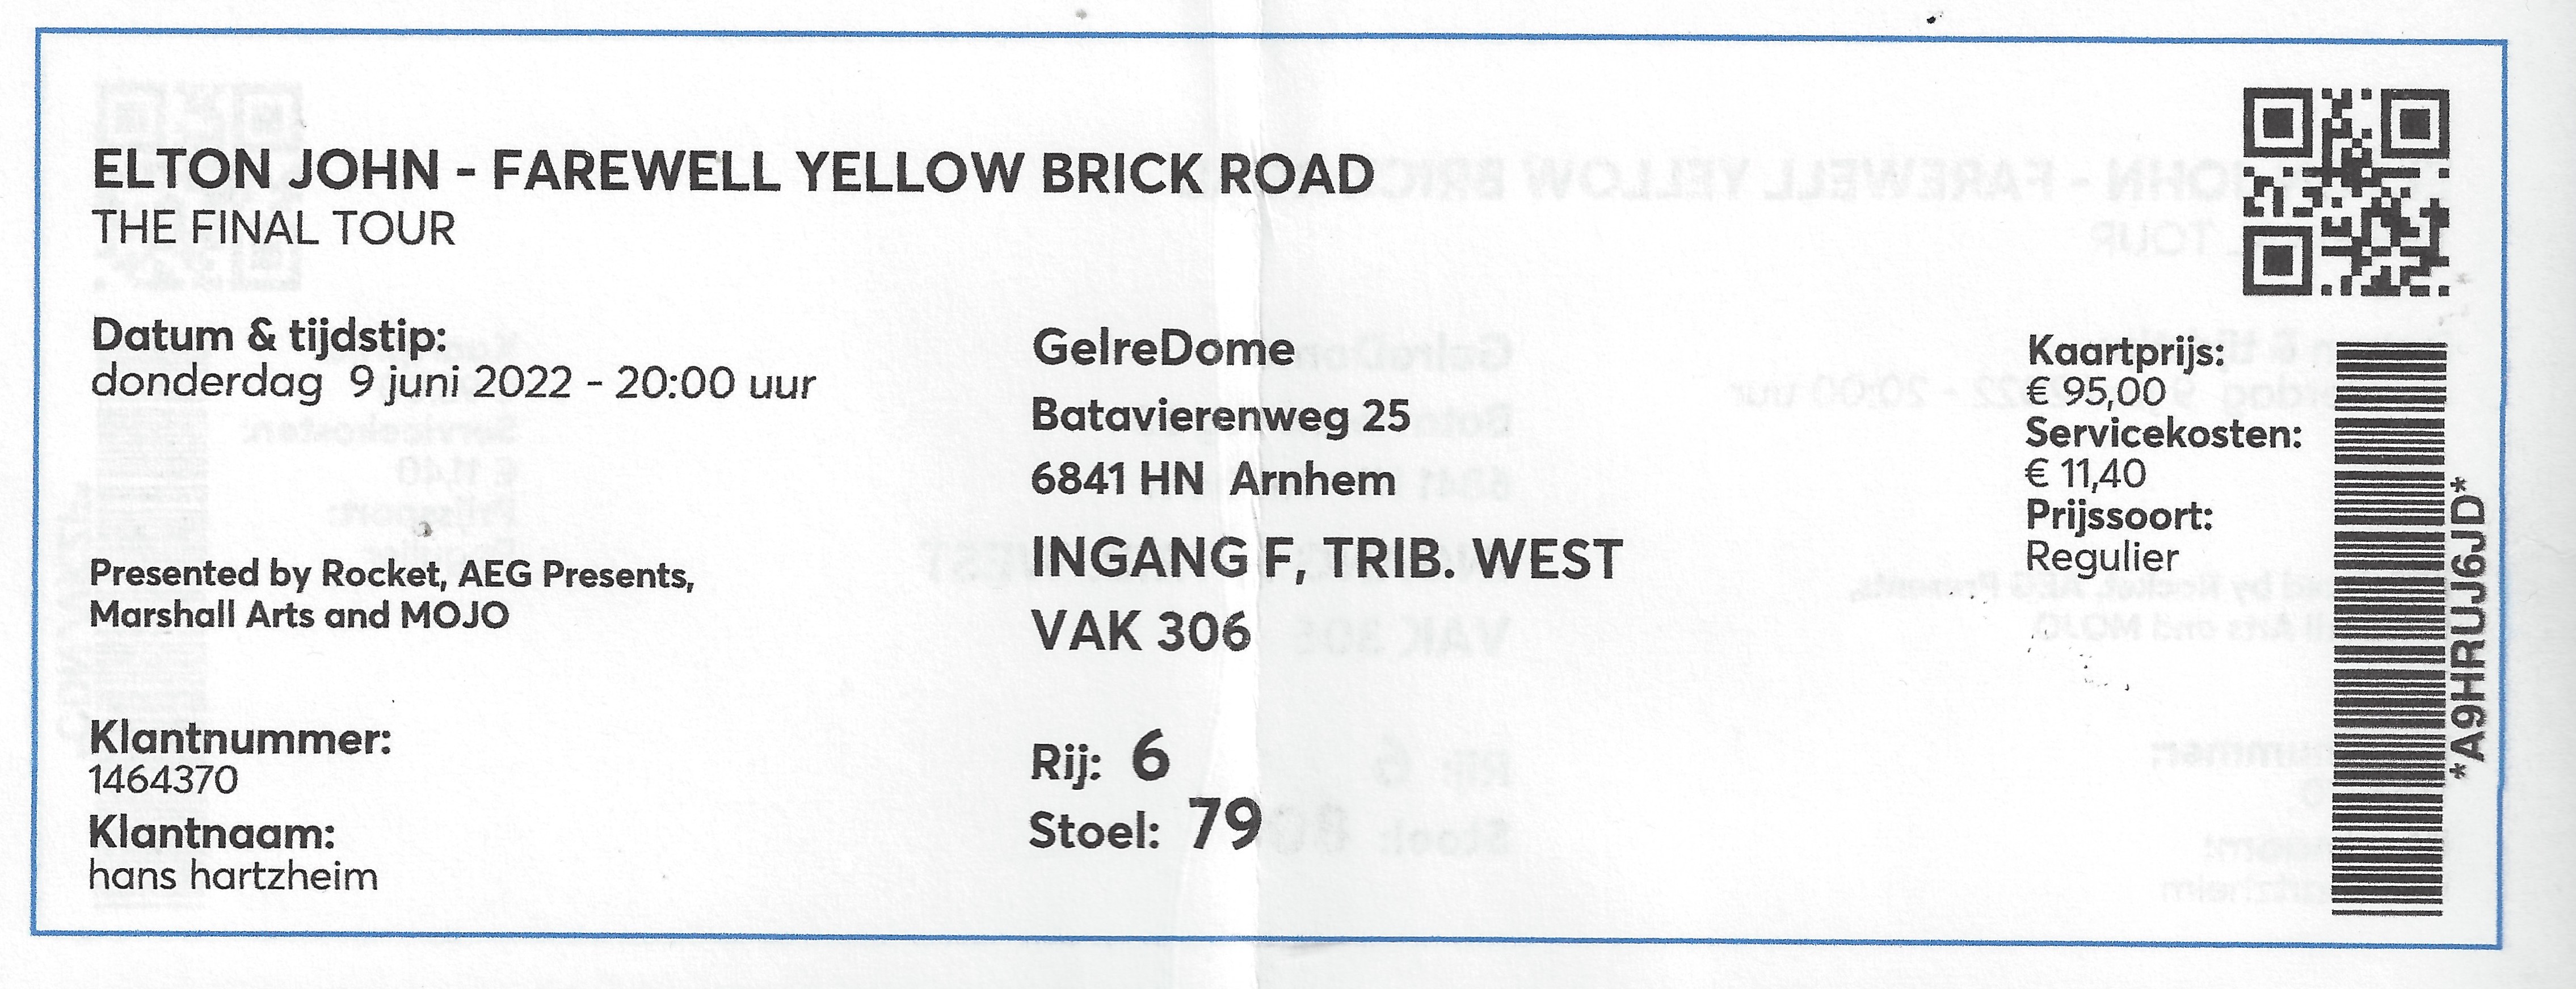 ELTON JOHN - FAREWELL YELLOW BRICK ROAD
THE FINAL TOUR
Datum & tijdstip:
donderdag 9 juni 2022 - 20:00 uur
Presented by Rocket, AEG Presents,
Marshall Arts and MOJO
Klantnummer:
1464370
Klantnaam:
hans hartzheim
GelreDome
Batavierenweg 25
6841 HN Arnhem
INGANG F, TRIB. WEST
VAK 306
Rij: 6
Stoel: 79
Kaartprijs:
€ 95,00
Servicekosten:
€ 11,40
Prijssoort:
Regulier
*A9HRUJ6JD*